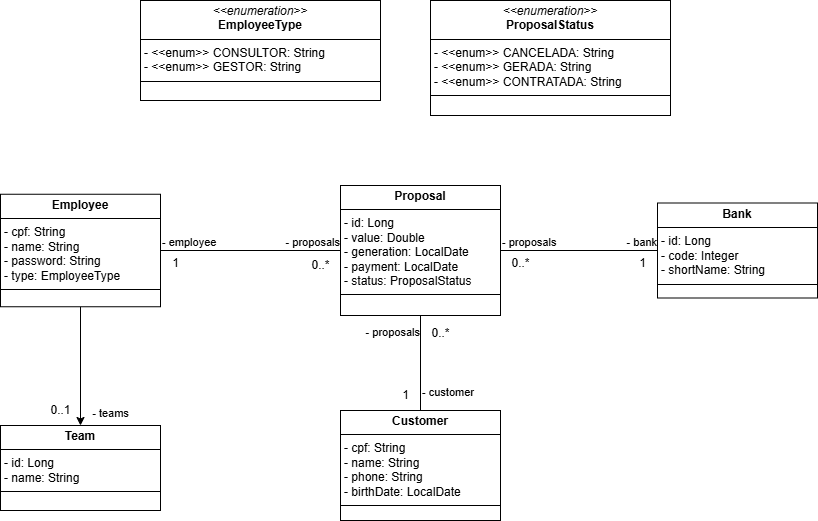 <<enumeration>>
EmployeeType
- <<enum>> CONSULTOR: String
- <<enum>> GESTOR: String
<<enumeration>>
ProposalStatus
- <<enum>> CANCELADA: String
- <<enum>> GERADA: String
- <<enum>> CONTRATADA: String
Employee
- cpf: String
- name: String
- password: String
- type: EmployeeType
- employee
1
- proposals
0..*
Proposal
- id: Long
- value: Double
- generation: LocalDate
- payment: LocalDate
- status: ProposalStatus
- proposals
0..*
- bank
1
Bank
- id: Long
- code: Integer
- shortName: String
- proposals
0..*
1
- customer
0..1
- teams
Team
- id: Long
- name: String
Customer
- cpf: String
- name: String
- phone: String
- birthDate: LocalDate